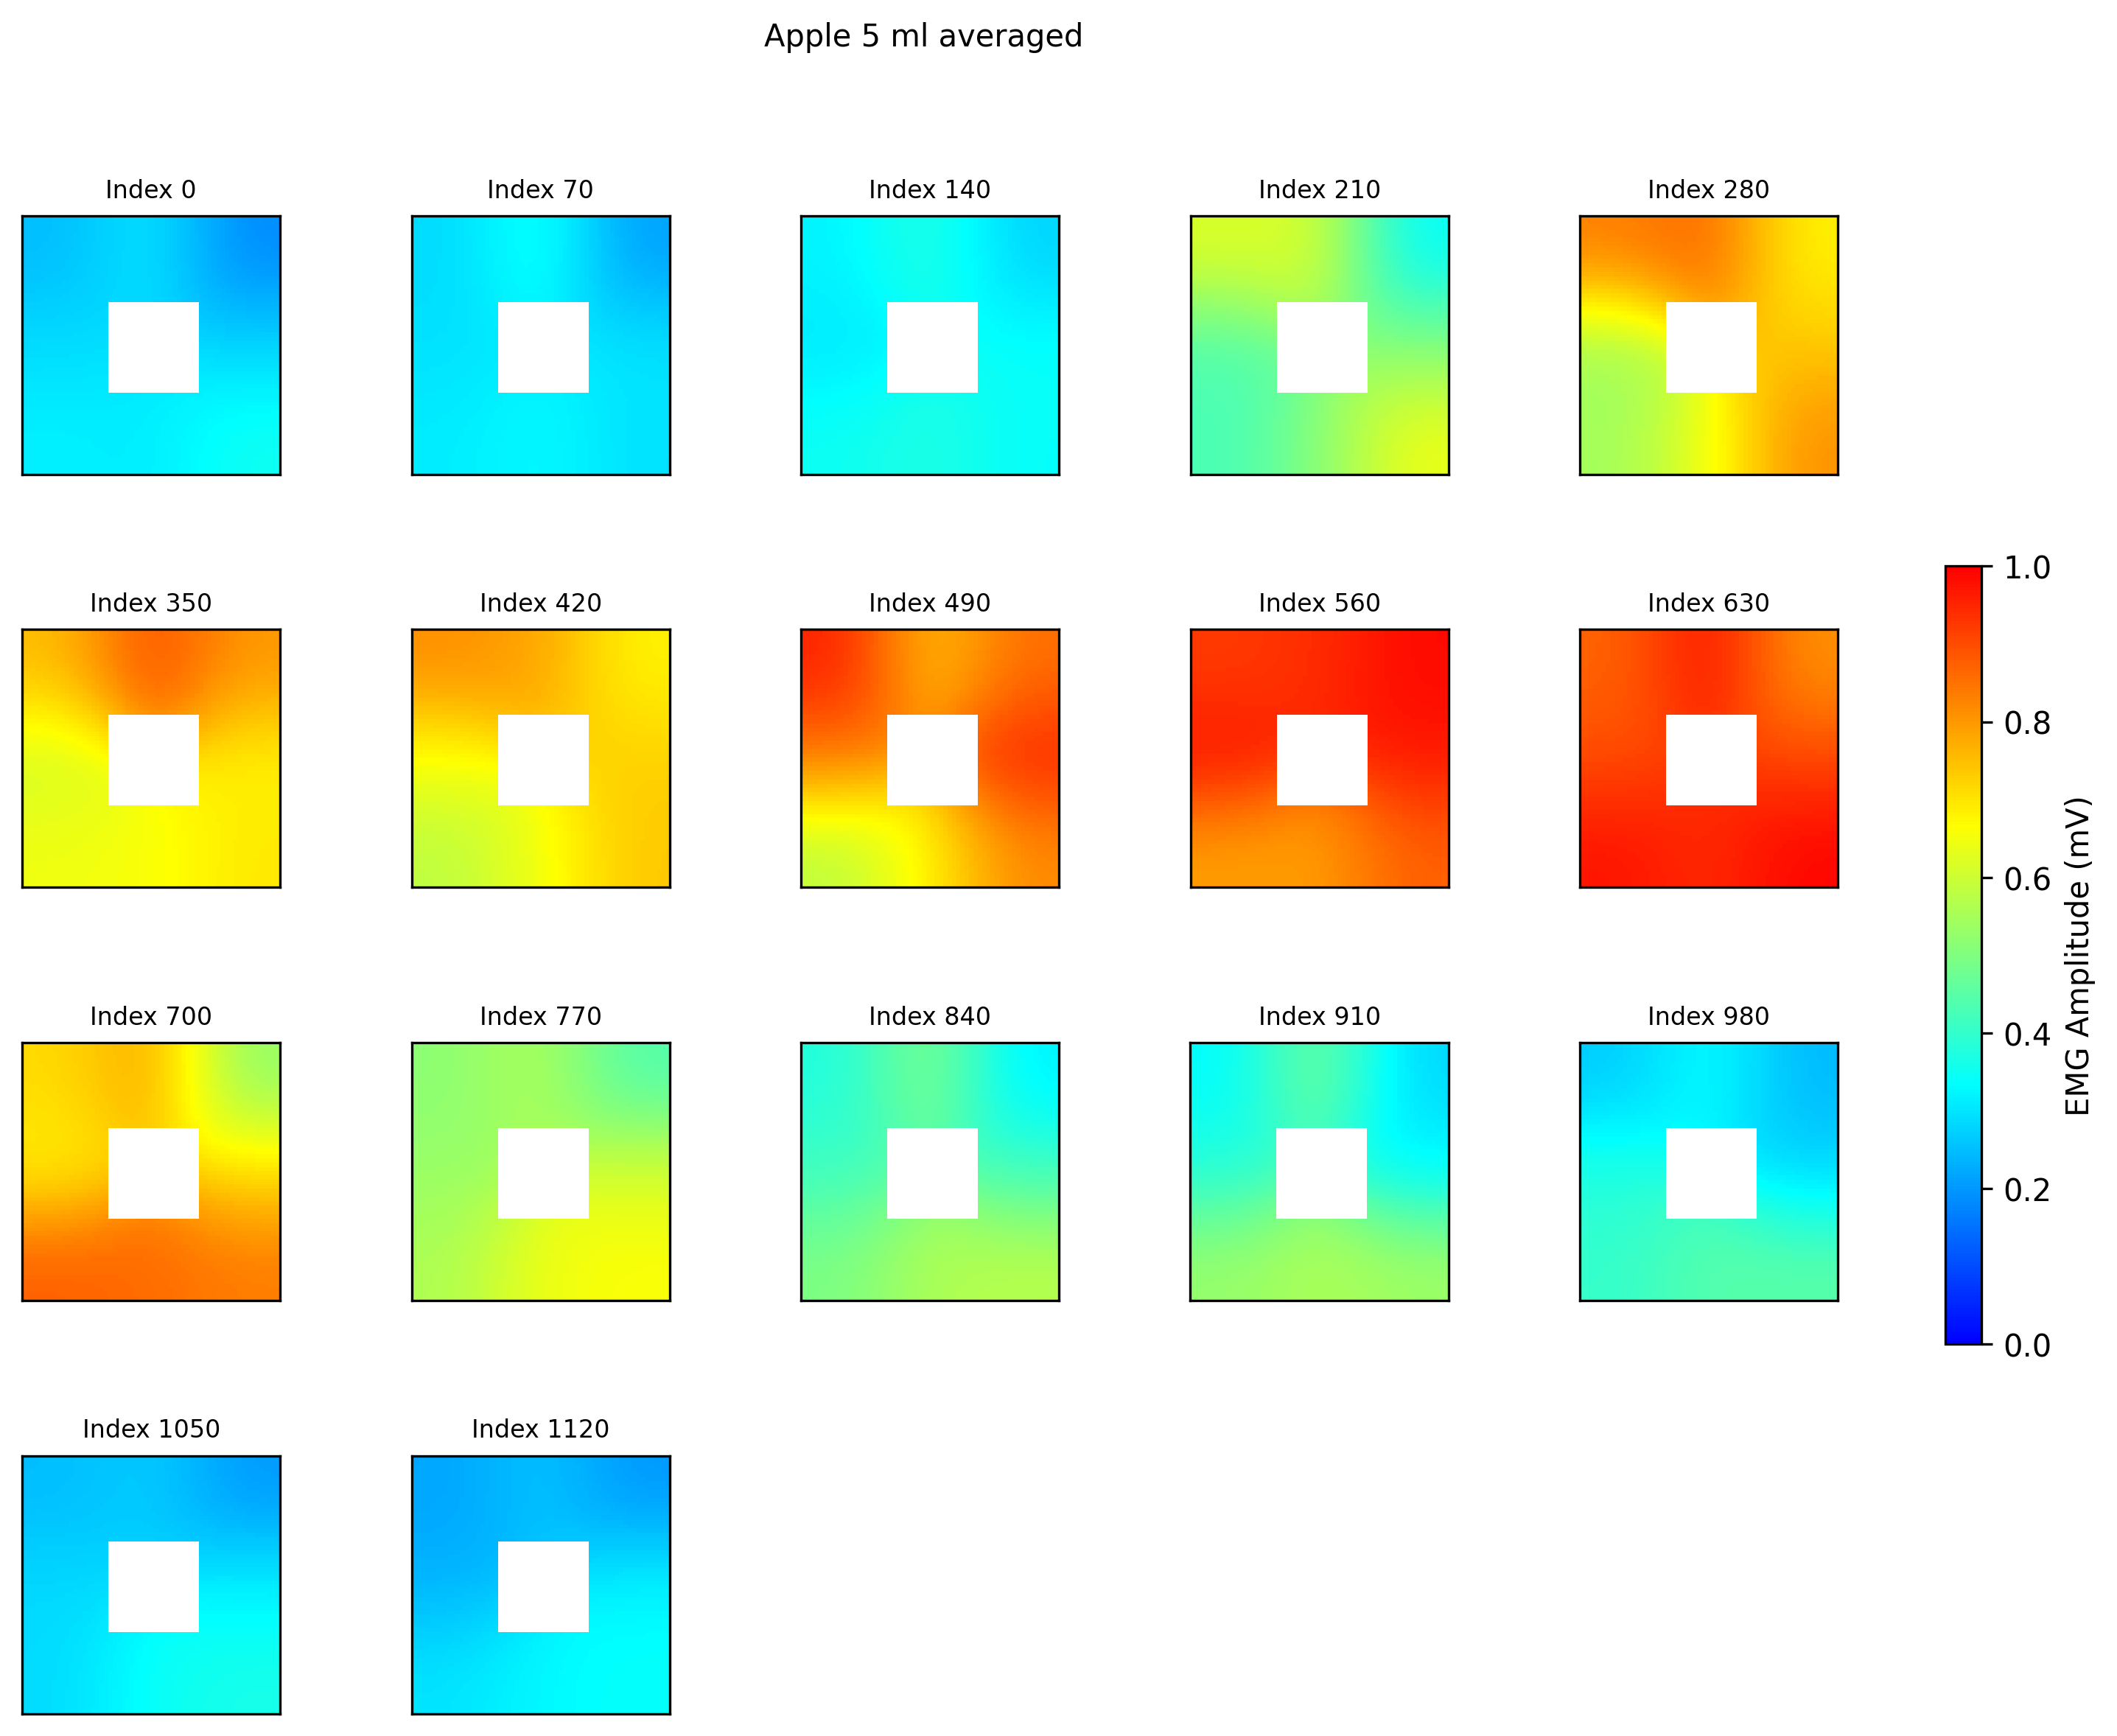 Apple 5 ml averaged
Index 0
Index 70
Index 140
Index 210
Index 280
Index 350
Index 420
Index 490
Index 560
Index 630
Index 700
Index 770
Index 840
Index 910
Index 980
Index 1050
Index 1120
1.0
0.8
0.6
0.4
0.2
0.0
EMG Amplitude (mV)